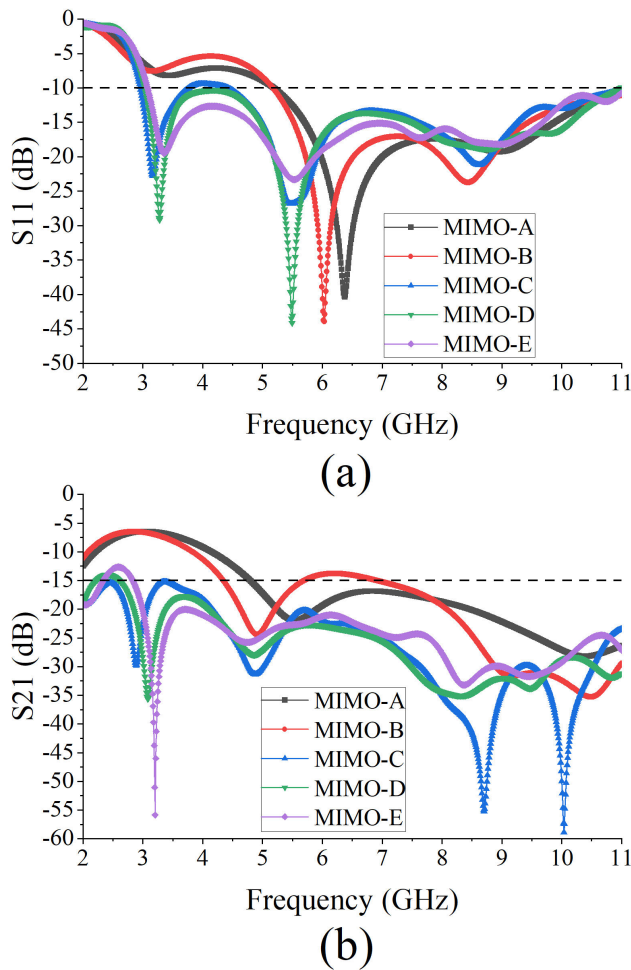 0
-5
-10
-15
-20
-25
-30
-35
-40
-45
-50
S11 (dB)
MIMO-A
MIMO-B
MIMO-C
MIMO-D
MIMO-E
2 3 4 5 6 7 8 9 10 11
Frequency (GHz)
(a)
0
-5
-10
-15
-20
-25
-30
-35
-40
-45
-50
-55
-60
S21 (dB)
MIMO-A
MIMO-B
MIMO-C
MIMO-D
MIMO-E
2 3 4 5 6 7 8 9 10 11
Frequency (GHz)
(b)